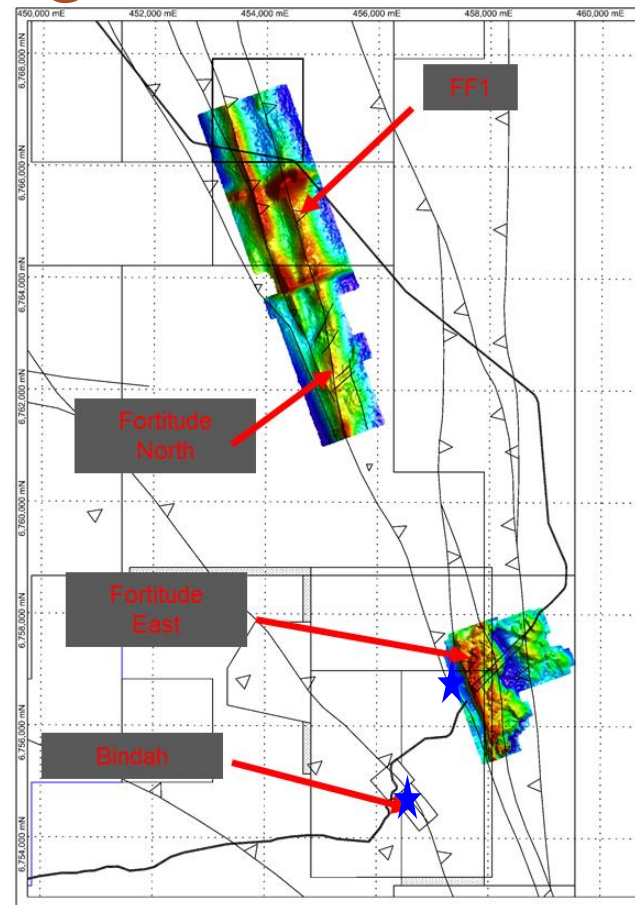 450,000 mE
452,000 mE
454,000 mE
456,000 mE
458,000 mE
460,000 mE
6,768,000 mN
FF1
6,766,000 mN
6,764,000 mN
6,762,000 mN
Fortitude
North
6,760,000 mN
Fortitude
East
6,758,000 mN
6,756,000 mN
Bindah
6,754,000 mN